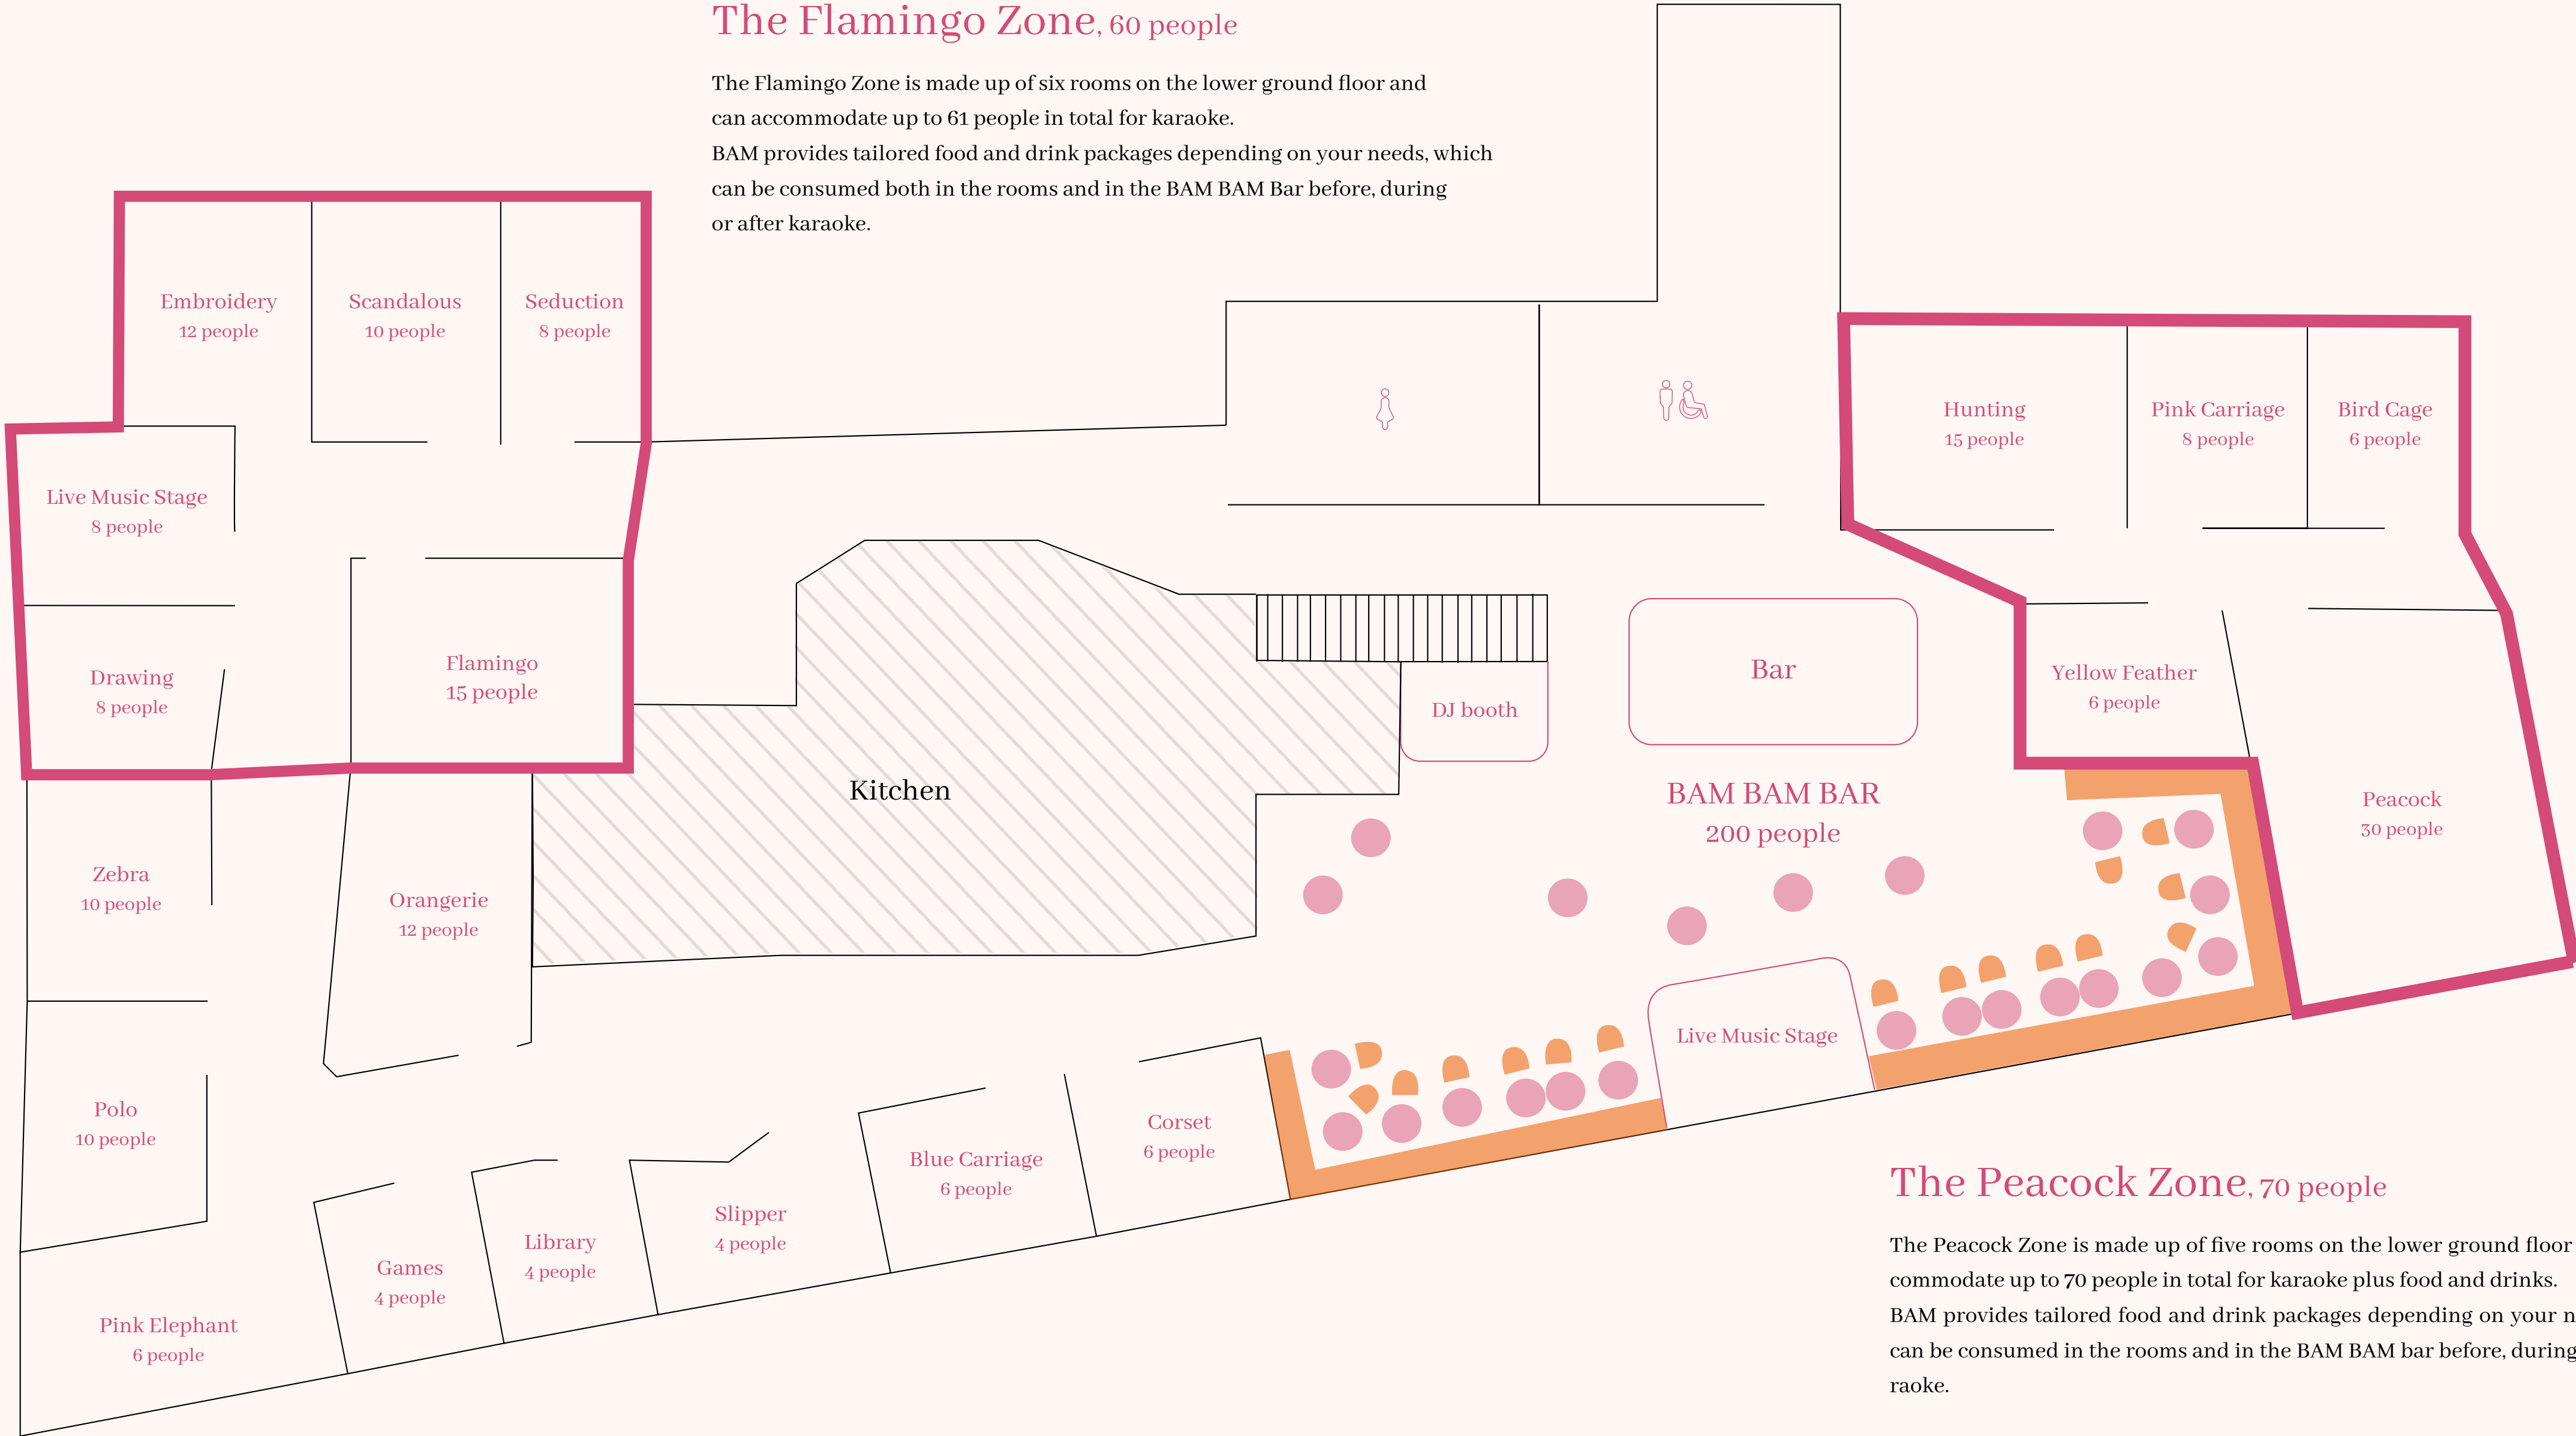 The Flamingo Zone, 60 people
The Flamingo Zone is made up of six rooms on the lower ground floor and
can accommodate up to 61 people in total for karaoke.
BAM provides tailored food and drink packages depending on your needs, which
can be consumed both in the rooms and in the BAM BAM Bar before, during
or after karaoke.
Embroidery
12 people
Scandalous
10 people
Seduction
8 people
Live Music Stage
8 people
Drawing
8 people
Flamingo
15 people
Hunting
15 people
Pink Carriage
8 people
Bird Cage
6 people
Yellow Feather
6 people
Peacock
30 people
Bar
DJ booth
BAM BAM BAR
200 people
Kitchen
Zebra
10 people
Orangerie
12 people
Live Music Stage
Polo
10 people
Corset
6 people
Blue Carriage
6 people
Slipper
4 people
Library
4 people
Games
4 people
Pink Elephant
6 people
The Peacock Zone, 70 people
The Peacock Zone is made up of five rooms on the lower ground floor
commodate up to 70 people in total for karaoke plus food and drinks.
BAM provides tailored food and drink packages depending on your n
can be consumed in the rooms and in the BAM BAM bar before, during
raoke.